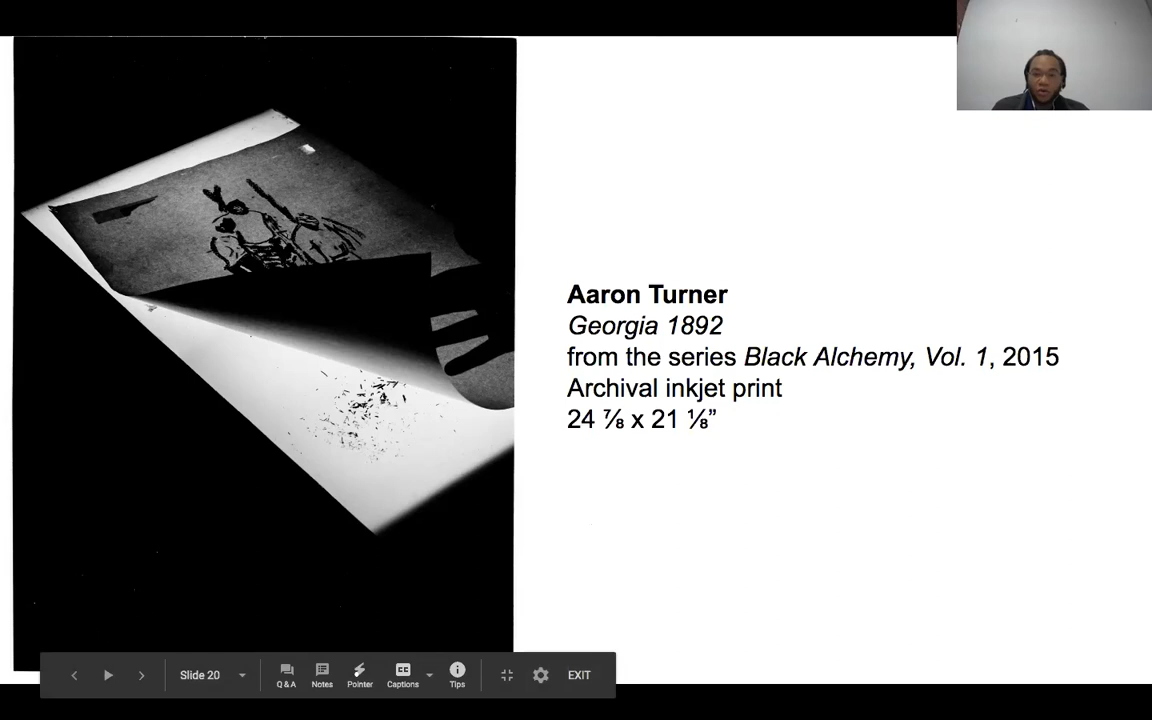 Aaron Turner
Georgia 1892
from the series Black Alchemy, Vol. 1, 2015
Archival inkjet print
24 ⅞ x 21 ⅛”
Slide 20
Q & A
Notes
Pointer
CC
Captions
Tips
EXIT